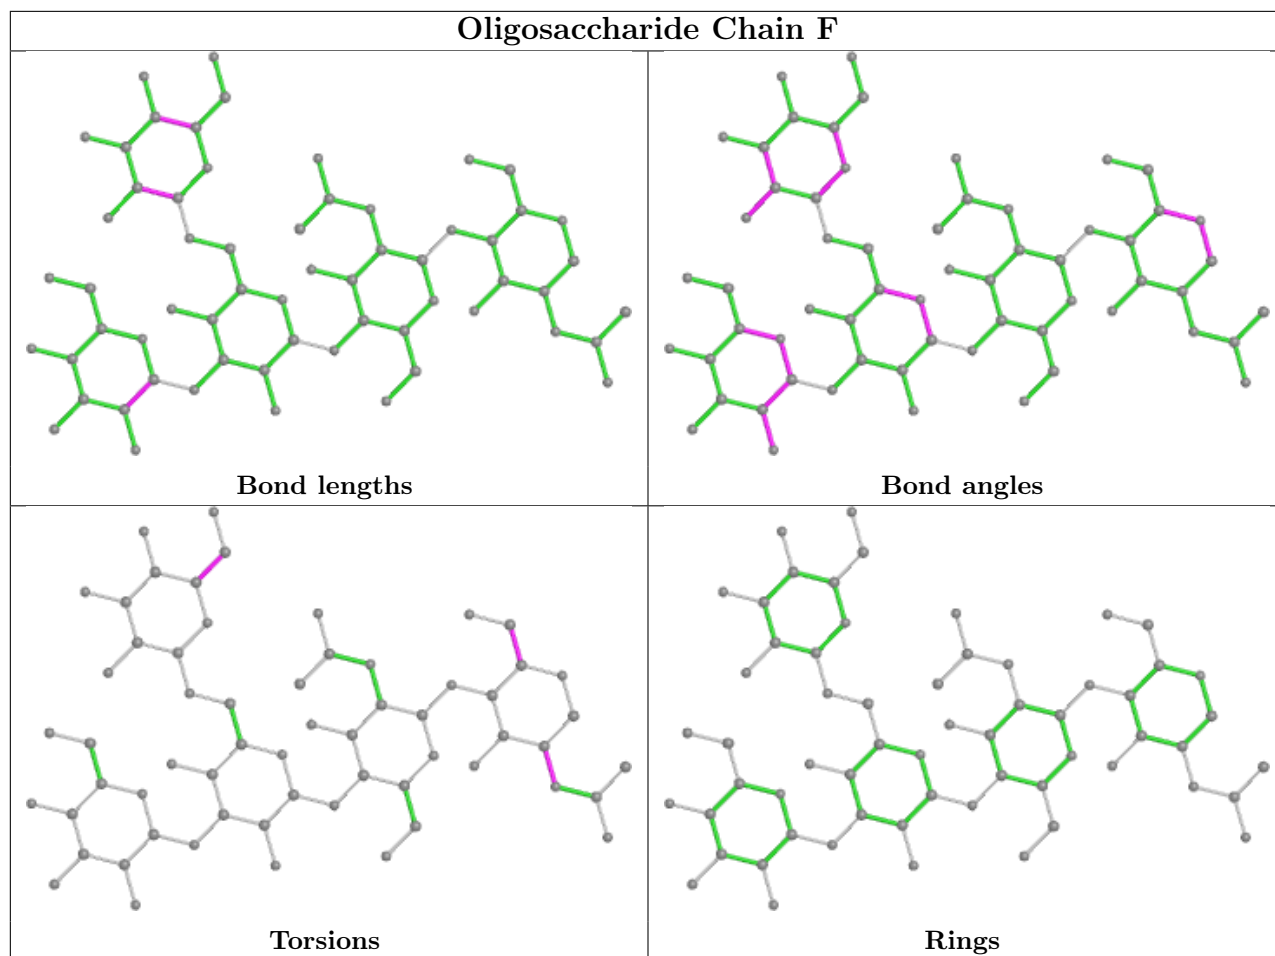 Oligosaccharide Chain F
Bond lengths
Bond angles
Torsions
Rings